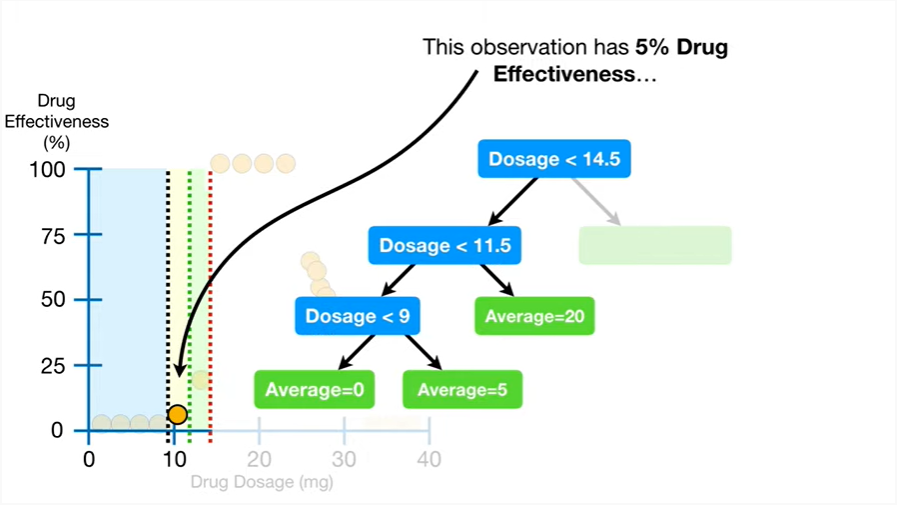 This observation has 5% Drug
Effectiveness…
Drug
Effectiveness
(%)
100
75
50
25
0
0
10
20
30
40
Drug Dosage (mg)
Dosage < 14.5
Dosage < 11.5
Dosage < 9
Average=20
Average=0
Average=5